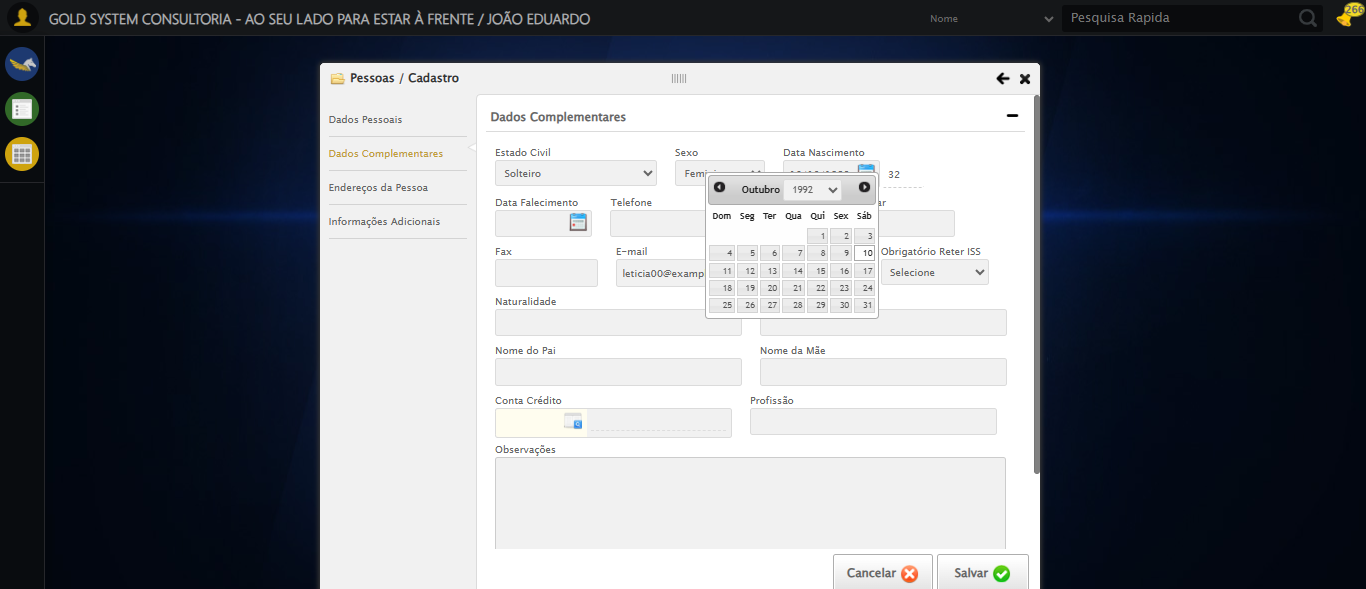 GOLD SYSTEM CONSULTORIA - AO SEU LADO PARA ESTAR À FRENTE / JOÃO EDUARDO
Nome
Pesquisa Rapida
266
Pessoas / Cadastro
Dados Pessoais
Dados Complementares
Endereços da Pessoa
Informações Adicionais
Dados Complementares
Estado Civil Sexo Data Nascimento
Solteiro 32
Outubro 1992
Data Falecimento Telefone
Dom Seg Ter Qua Qui Sex Sáb
1 2 3
4 5 6 7 8 9 10
11 12 13 14 15 16 17
18 19 20 21 22 23 24
25 26 27 28 29 30 31
Fax E-mail Obrigatório Reter ISS
leticia00@examp Selecione
Naturalidade
Nome do Pai Nome da Mãe
Conta Crédito Profissão
Observações
Cancelar Salvar